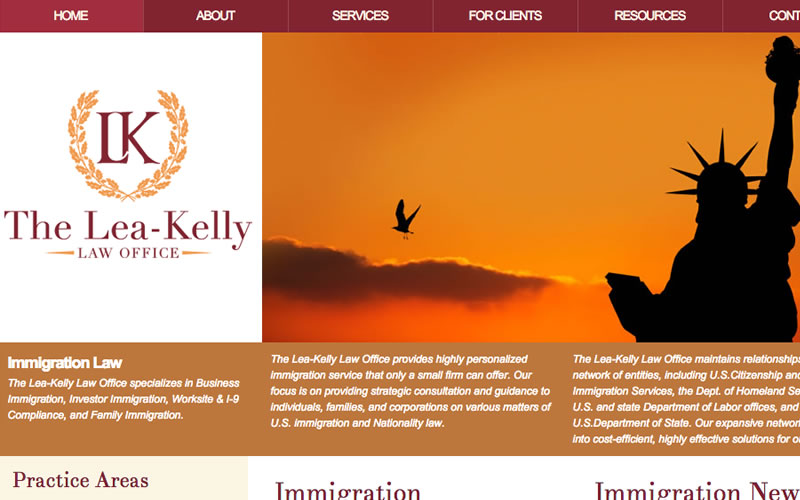 HOME ABOUT SERVICES FOR CLIENTS RESOURCES
LK
The Lea-Kelly
LAW OFFICE
Immigration Law
The Lea-Kelly Law Office specializes in Business
Immigration, Investor Immigration, Worksite & I-9
Compliance, and Family Immigration.
The Lea-Kelly Law Office provides highly personalized
immigration service that only a small firm can offer. Our
focus is on providing strategic consultation and guidance to
individuals, families, and corporations on various matters of
U.S. Immigration and Nationality law.
The Lea-Kelly Law Office maintains relationships
network of entities, including U.S.Citizenship and
Immigration Services, the Dept. of Homeland
U.S. and state Department of Labor offices, and
U.S.Department of State. Our expansive
into cost-efficient, highly effective solutions for
Practice Areas
Immigration
Immigration